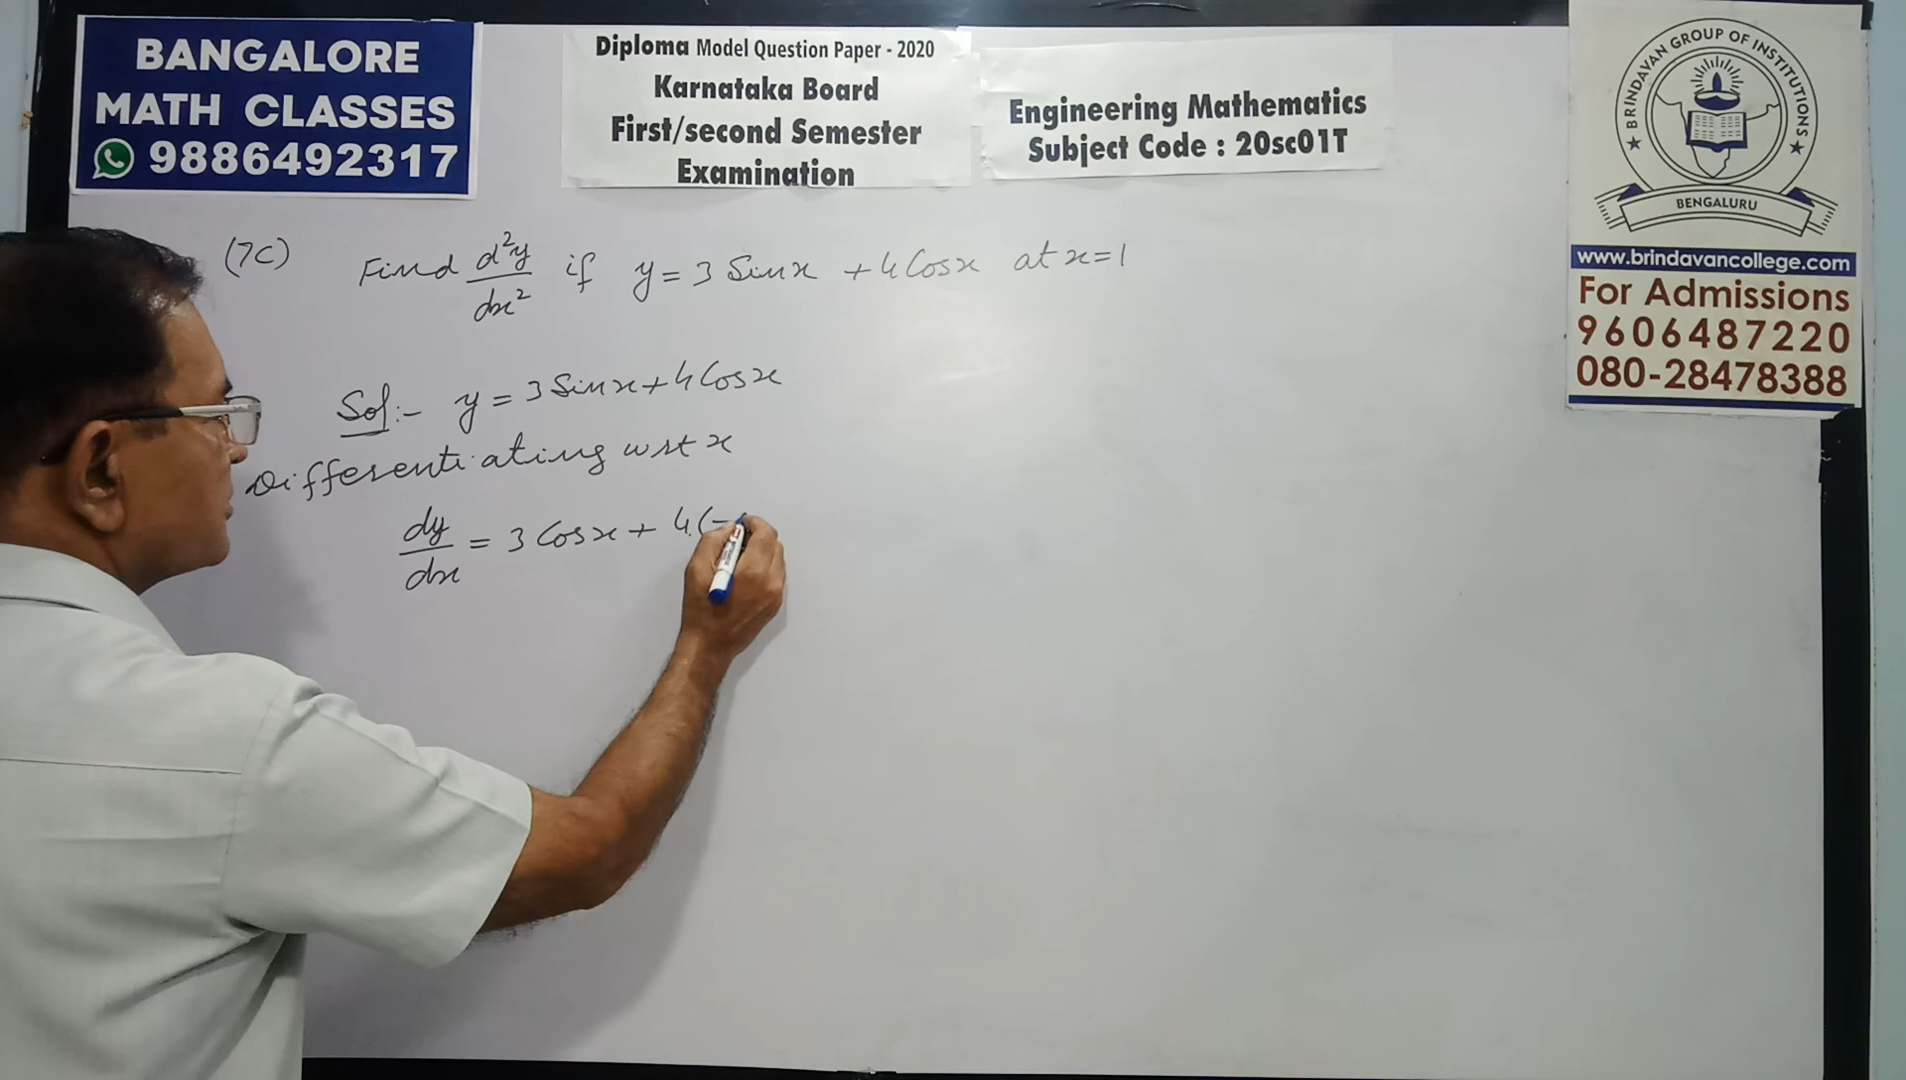 BANGALORE
MATH CLASSES
9886492317
Diploma Model Question Paper - 2020
Karnataka Board
First/second Semester
Examination
Engineering Mathematics
Subject Code : 20sc01T
BRINDAVAN GROUP OF INSTITUTIONS
BENGALURU
www.brindavancollege.com
For Admissions
9606487220
080-28478388
(7C) Find d²y/dx² if y = 3 Sinx + 4 Cosx at x=1
Sol:- y = 3 Sinx + 4 Cosx
Differentiating wrt x
dy/dx = 3 Cosx + 4(-